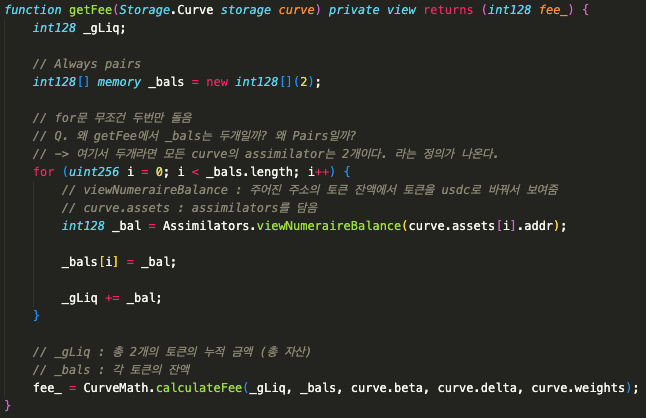 function getFee(Storage.Curve storage curve) private view returns (int128 fee_) {
int128 _gLiq;
// Always pairs
int128[] memory _bals = new int128[](2);
// for문 무조건 두번만 돌음
// Q. 왜 getFee에서 _bals는 두개일까? 왜 Pairs일까?
// -> 여기서 두개라면 모든 curve의 assimilator는 2개이다. 라는 정의가 나온다.
for (uint256 i = 0; i < _bals.length; i++) {
// viewNumeraireBalance : 주어진 주소의 토큰 잔액에서 토큰을 usdc로 바꿔서 보여줌
// curve.assets : assimilators를 담음
int128 _bal = Assimilators.viewNumeraireBalance(curve.assets[i].addr);
_bals[i] = _bal;
_gLiq += _bal;
}
// _gLiq : 총 2개의 토큰의 누적 금액 (총 자산)
// _bals : 각 토큰의 잔액
fee_ = CurveMath.calculateFee(_gLiq, _bals, curve.beta, curve.delta, curve.weights);
}